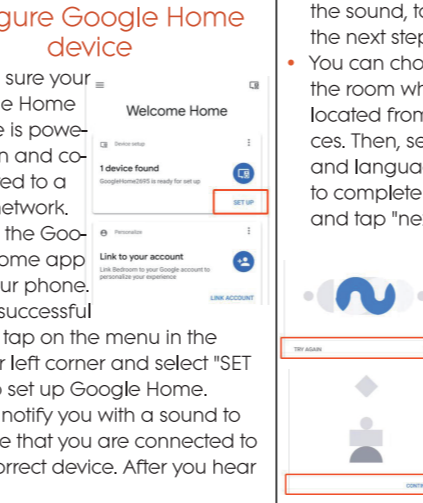 gure Google Home
device
sure your
e Home
e is powe-
n and co-
ed to a
network.
the Goo-
ome app
ur phone.
successful
tap on the menu in the
r left corner and select "SET
o set up Google Home.
notify you with a sound to
e that you are connected to
orrect device. After you hear
Welcome Home
Device setup
1 device found
GoogleHome2695 is ready for set up
SET UP
Personalize
Link to your account
Link Bedroom to your Google account to
personalize your experience
LINK ACCOUNT
the sound, to
the next step
• You can cho
the room wh
located from
ces. Then, se
and langua
to complete
and tap "ne
TRY AGAIN
CONTI